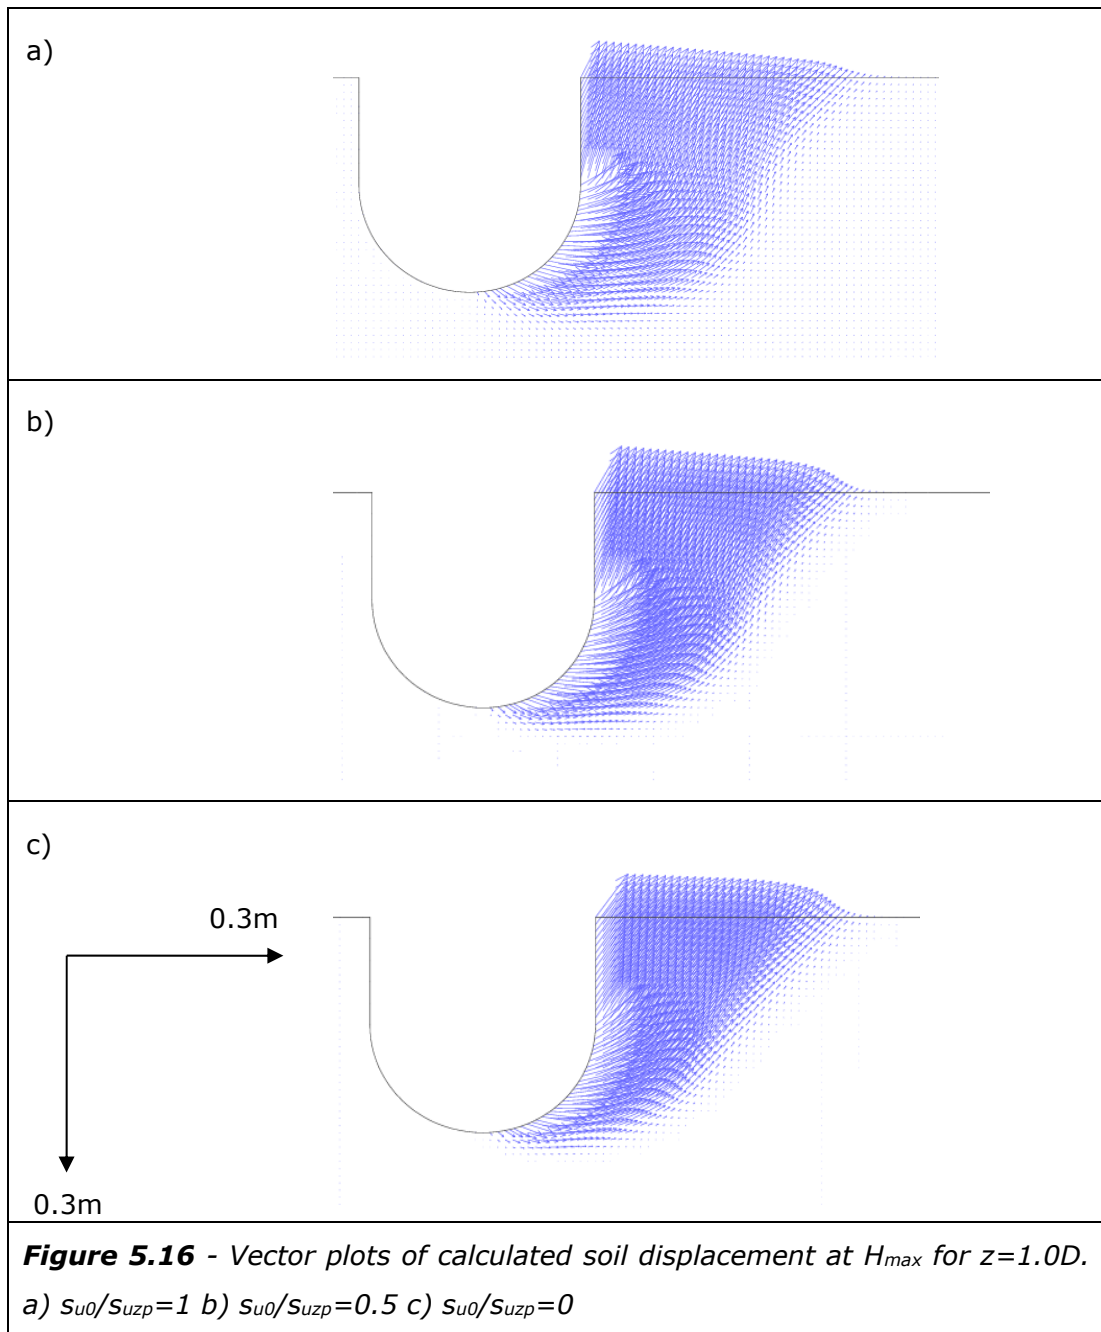 a)
b)
c)
0.3m
0.3m
Figure 5.16 - Vector plots of calculated soil displacement at Hmax for z=1.0D.
a) su0/suzp=1 b) su0/suzp=0.5 c) su0/suzp=0